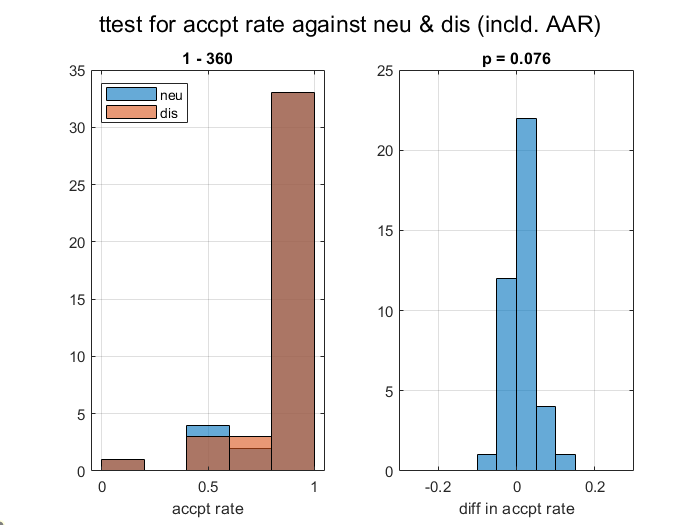 ttest for accpt rate against neu & dis (incld. AAR)
1 - 360
35
30
25
20
15
10
5
0
neu
dis
0
0.5
1
accpt rate
p = 0.076
25
20
15
10
5
0
-0.2
0
0.2
diff in accpt rate